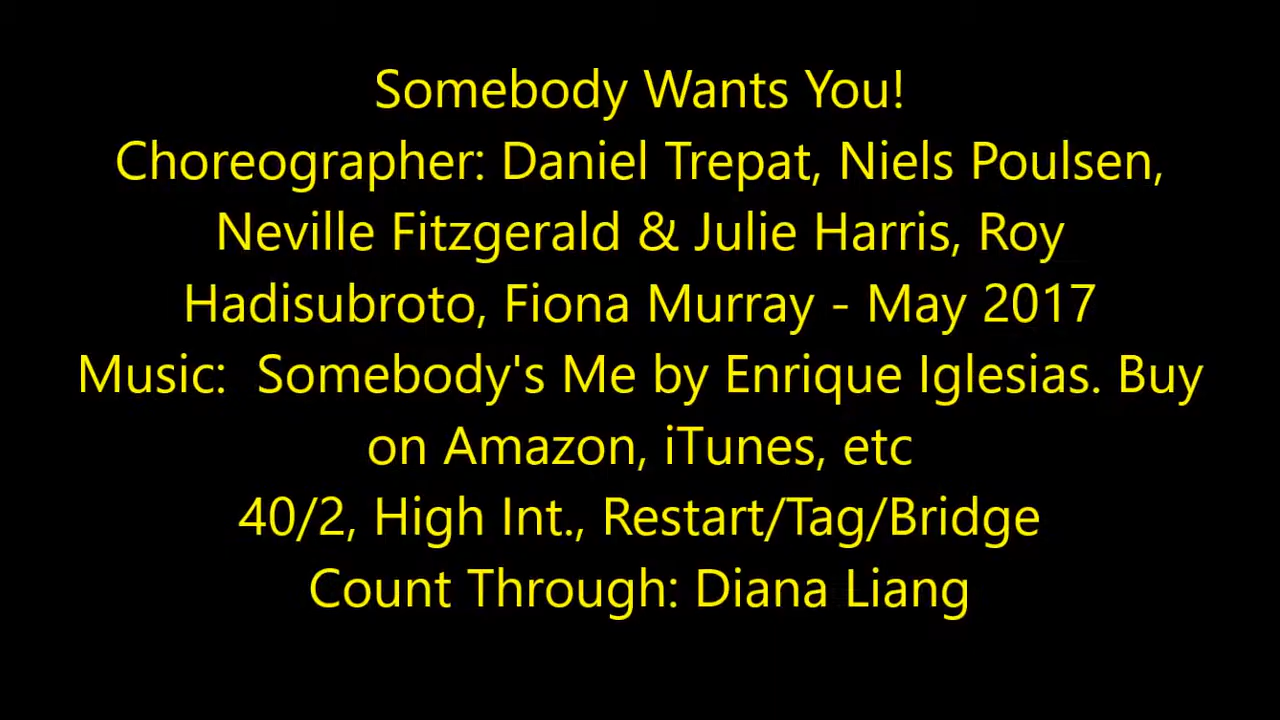 Somebody Wants You!
Choreographer: Daniel Trepat, Niels Poulsen,
Neville Fitzgerald & Julie Harris, Roy
Hadisubroto, Fiona Murray - May 2017
Music:  Somebody's Me by Enrique Iglesias. Buy
on Amazon, iTunes, etc
40/2, High Int., Restart/Tag/Bridge
Count Through: Diana Liang